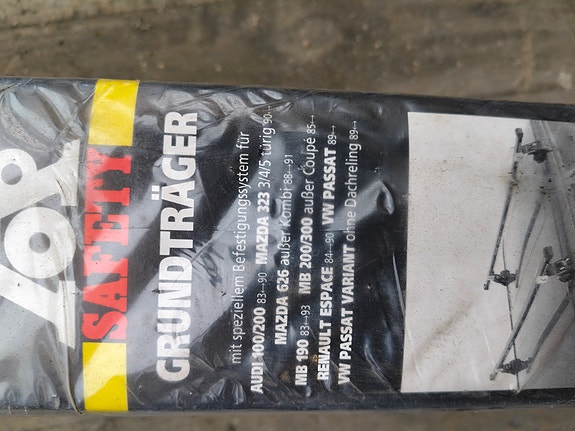 SAFETY
GRUNDTRÄGER
mit speziellem Befestigungssystem für
AUDI 100/200 83→90 MAZDA 323 3/4/5 türig 90→
MAZDA 626 außer Kombi 88→91
MB 190 83→93 MB 200/300 außer Coupé 85→
RENAULT ESPACE 84→90 VW PASSAT 89→
VW PASSAT VARIANT ohne Dachreling 89→